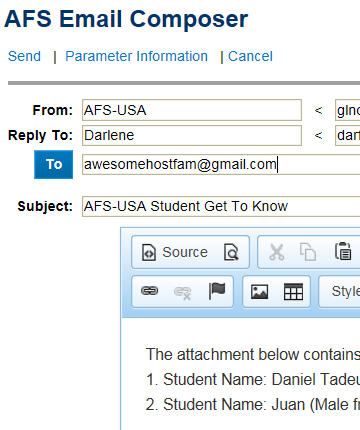 AFS Email Composer
Send | Parameter Information | Cancel
From: AFS-USA <
Reply To: Darlene <
To awesomehostfam@gmail.com
Subject: AFS-USA Student Get To Know
Source
Style
The attachment below contains
1. Student Name: Daniel
2. Student Name: Juan (Male